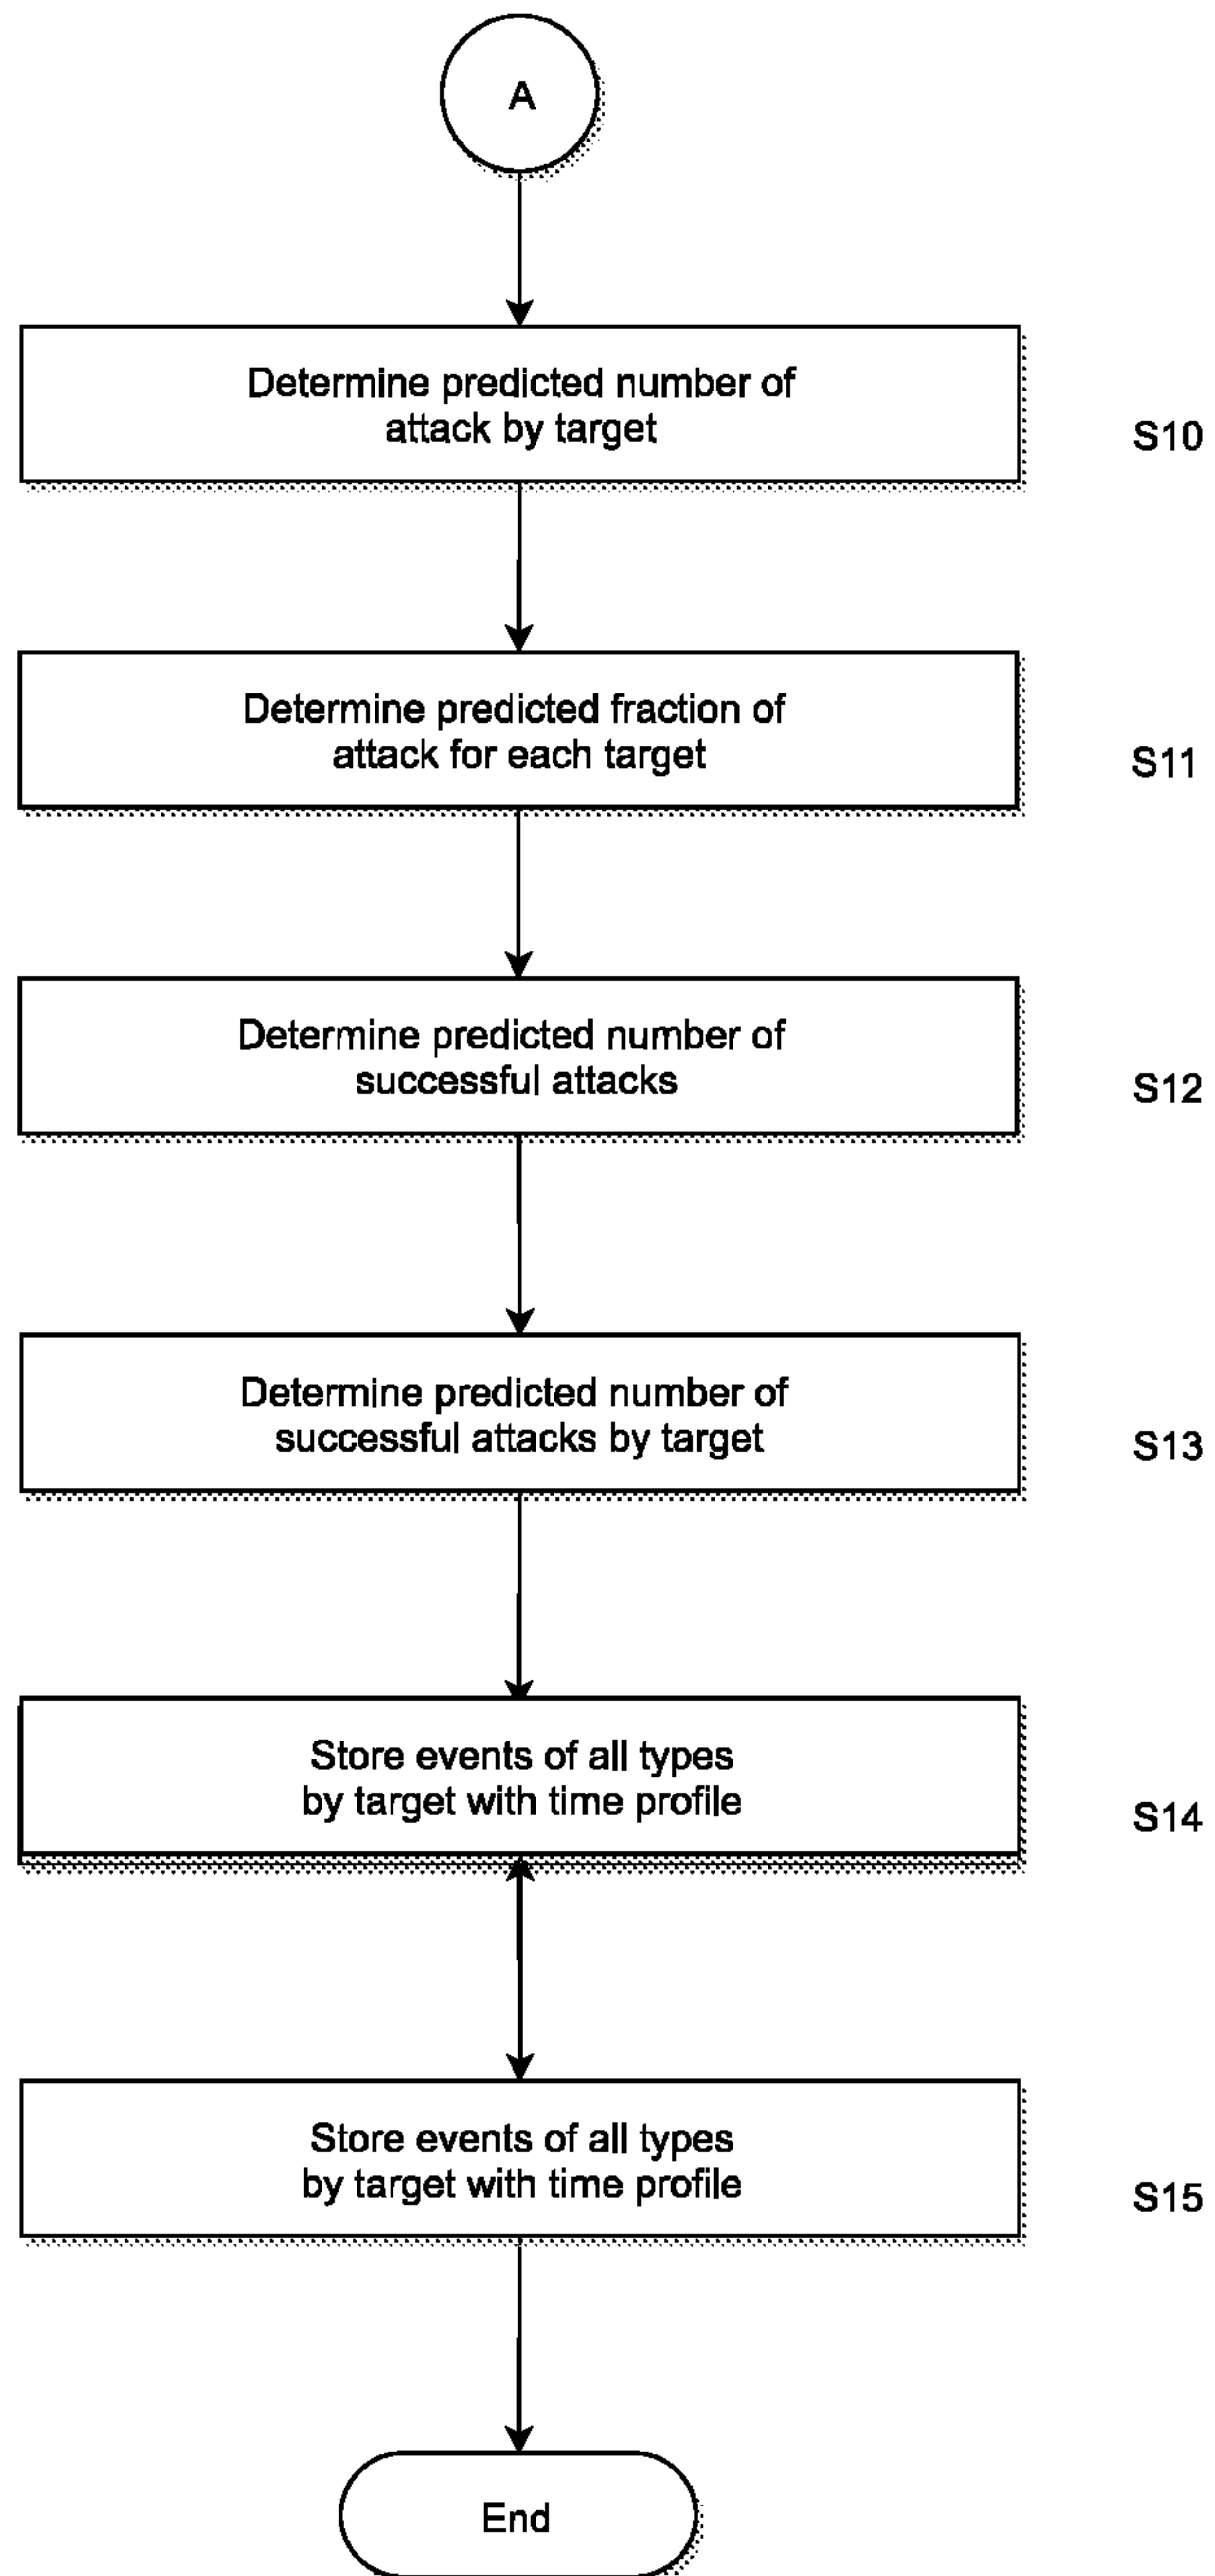 A
Determine predicted number of
attack by target
S10
Determine predicted fraction of
attack for each target
S11
Determine predicted number of
successful attacks
S12
Determine predicted number of
successful attacks by target
S13
Store events of all types
by target with time profile
S14
Store events of all types
by target with time profile
S15
End